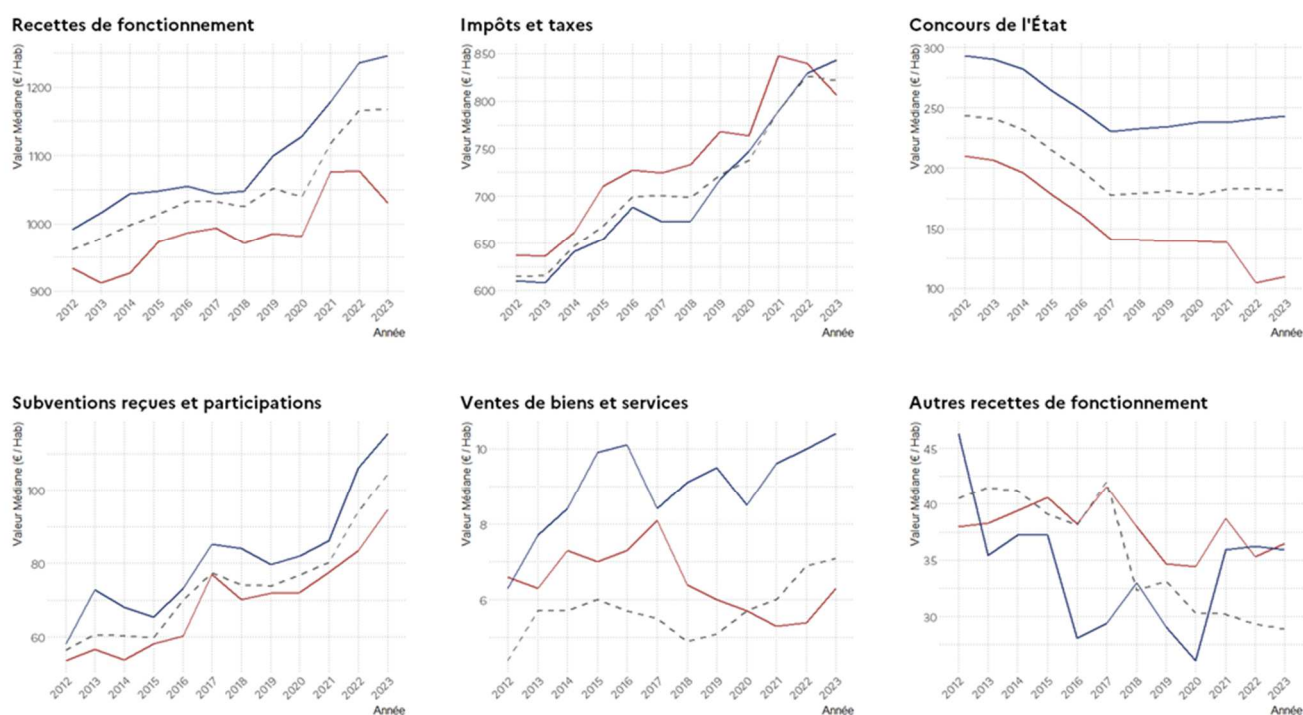 Recettes de fonctionnement
Valeur Médiane (€ / Hab)
1200
1100
1000
900
2012 2013 2014 2015 2016 2017 2018 2019 2020 2021 2022 2023
Année
Impôts et taxes
Valeur Médiane (€ / Hab)
850
800
750
700
650
600
2012 2013 2014 2015 2016 2017 2018 2019 2020 2021 2022 2023
Année
Concours de l'État
Valeur Médiane (€ / Hab)
300
250
200
150
100
2012 2013 2014 2015 2016 2017 2018 2019 2020 2021 2022 2023
Année
Subventions reçues et participations
Valeur Médiane (€ / Hab)
100
80
60
2012 2013 2014 2015 2016 2017 2018 2019 2020 2021 2022 2023
Année
Ventes de biens et services
Valeur Médiane (€ / Hab)
10
8
6
2012 2013 2014 2015 2016 2017 2018 2019 2020 2021 2022 2023
Année
Autres recettes de fonctionnement
Valeur Médiane (€ / Hab)
45
40
35
30
2012 2013 2014 2015 2016 2017 2018 2019 2020 2021 2022 2023
Année